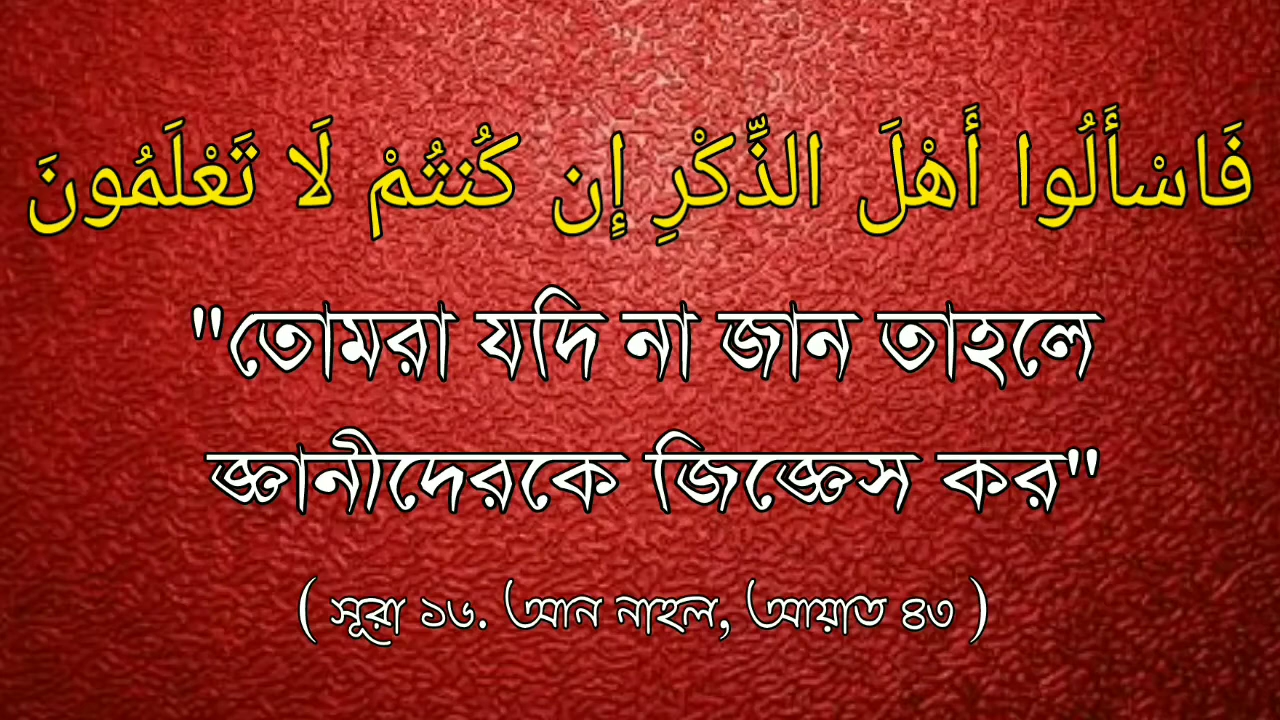 فَاسْأَلُوا أَهْلَ الذِّكْرِ إِن كُنتُمْ لَا تَعْلَمُونَ
"তোমরা যদি না জান তাহলে
জ্ঞানীদেরকে জিজ্ঞেস কর"
( সূরা ১৬. আন নাহল, আয়াত ৪৩ )